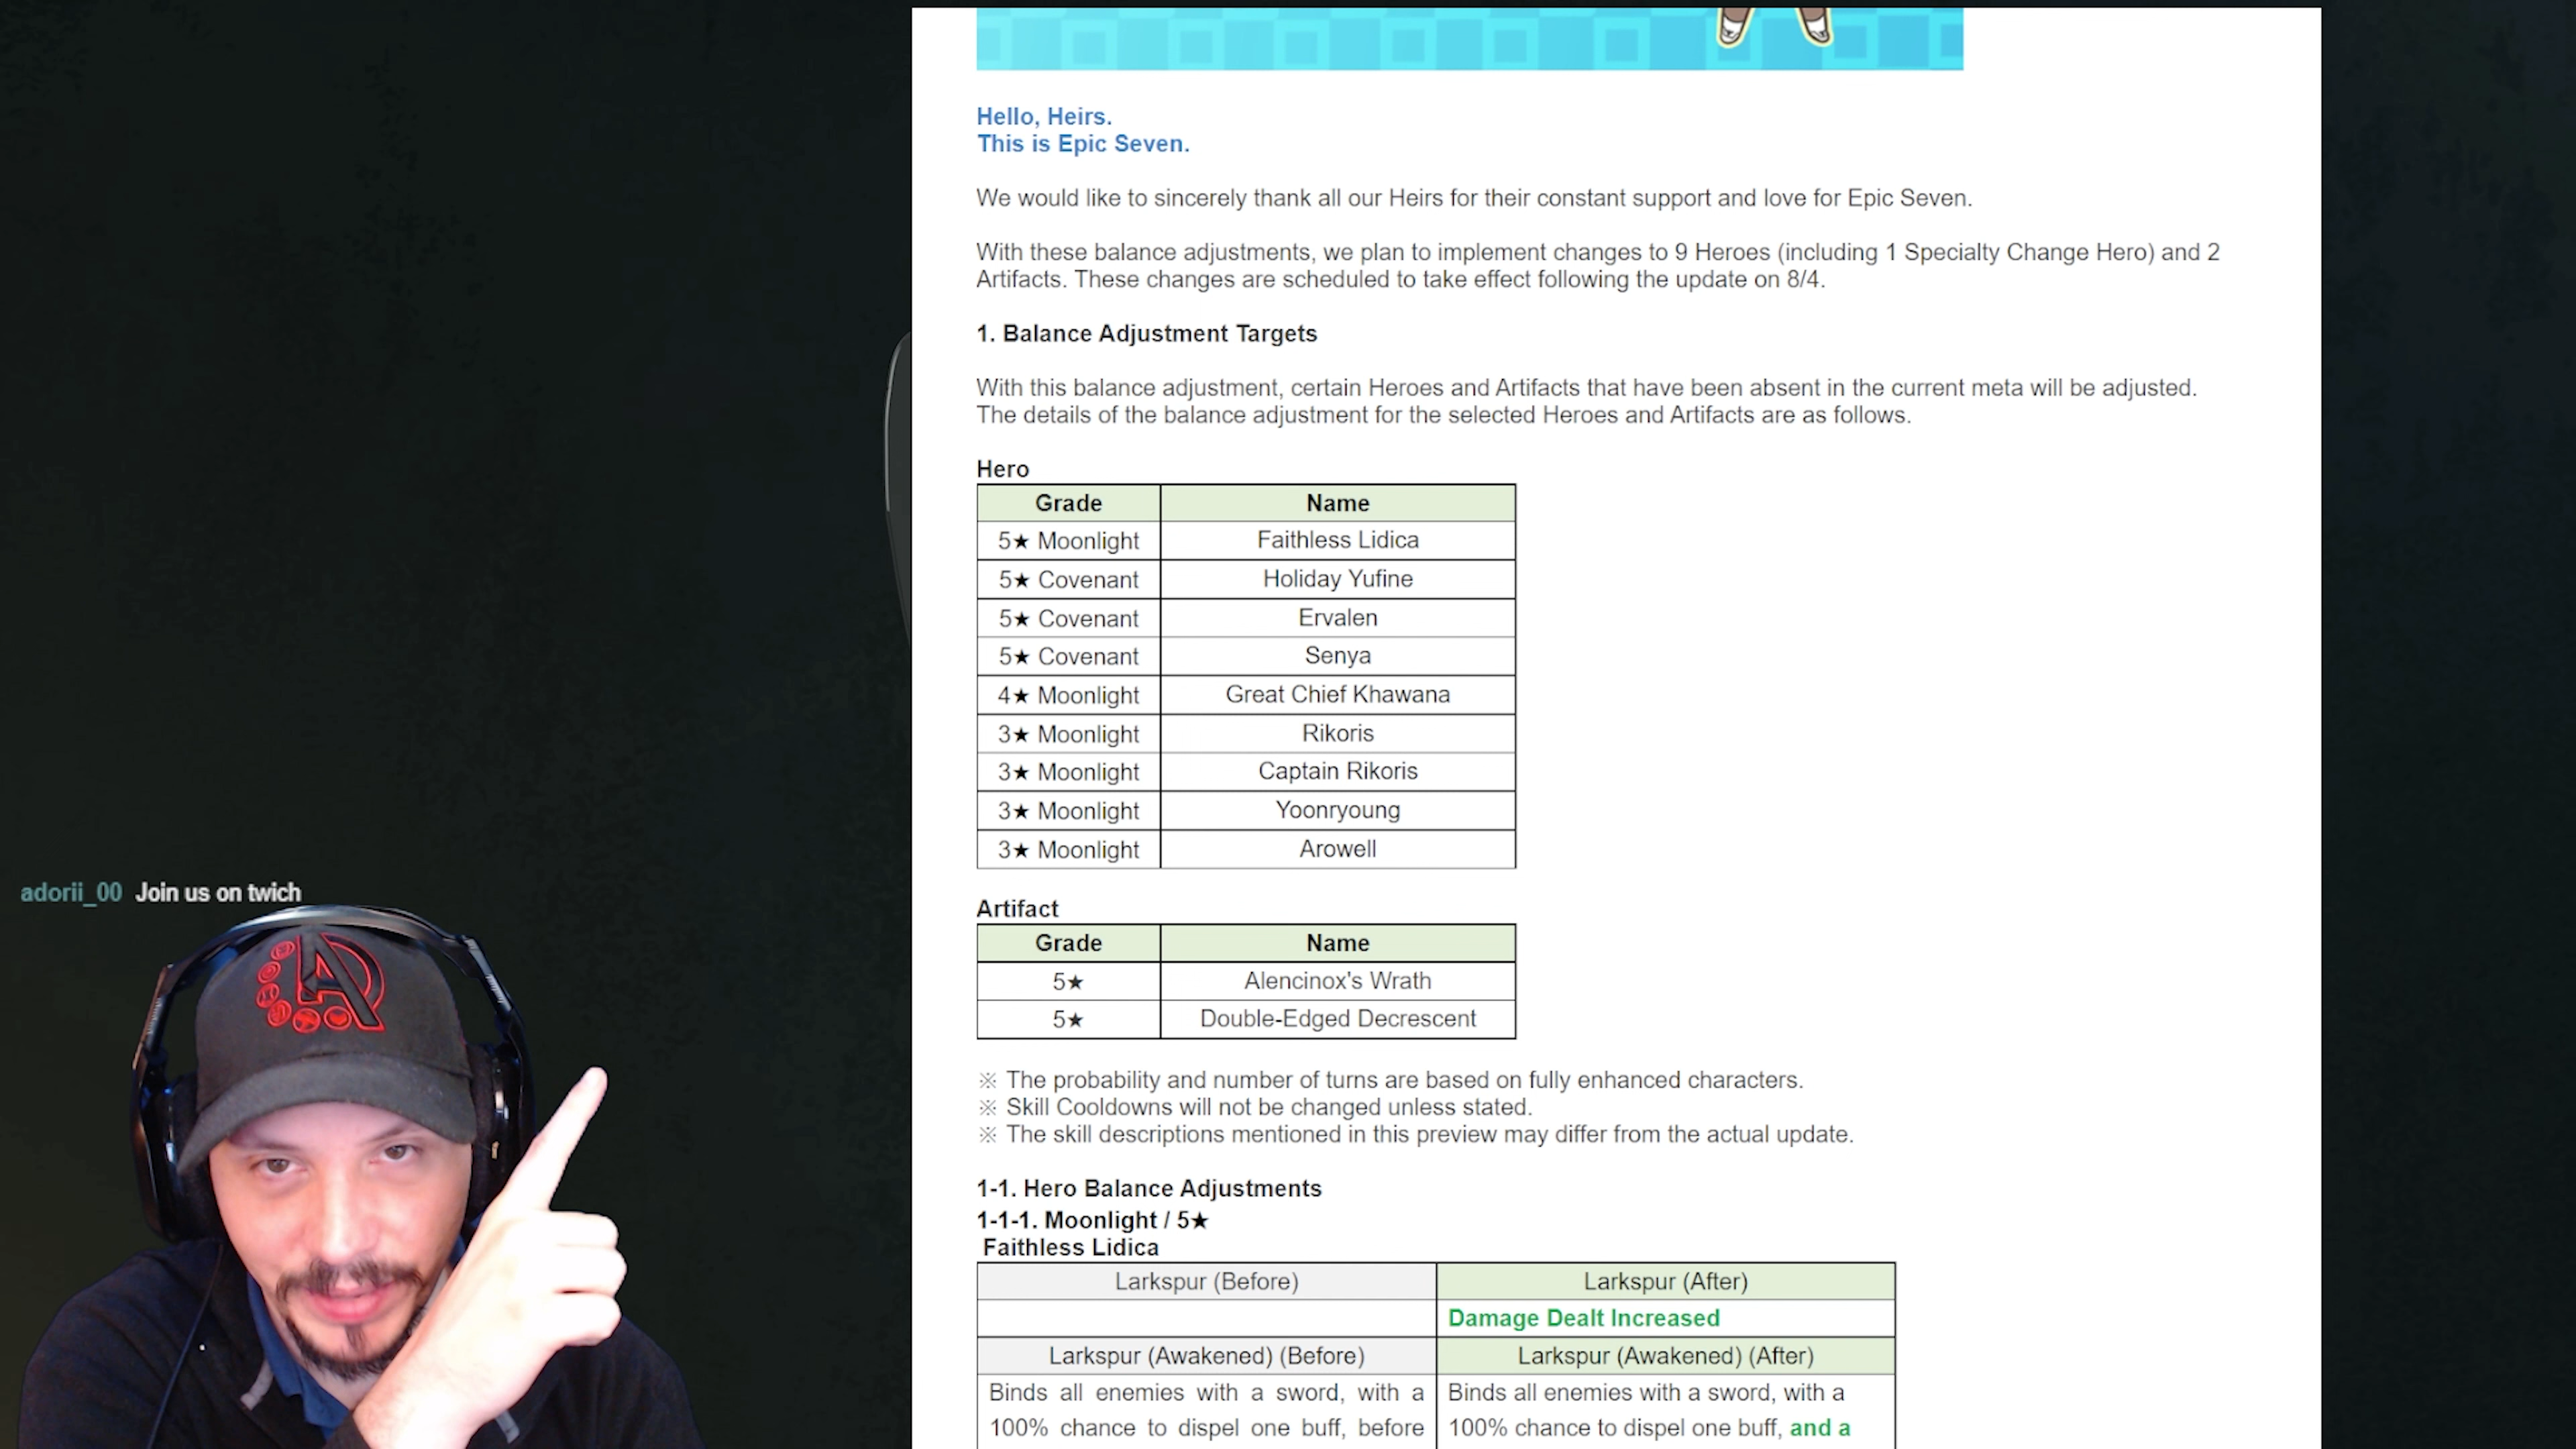 Hello, Heirs.
This is Epic Seven.
We would like to sincerely thank all our Heirs for their constant support and love for Epic Seven.
With these balance adjustments, we plan to implement changes to 9 Heroes (including 1 Specialty Change Hero) and 2
Artifacts. These changes are scheduled to take effect following the update on 8/4.
1. Balance Adjustment Targets
With this balance adjustment, certain Heroes and Artifacts that have been absent in the current meta will be adjusted.
The details of the balance adjustment for the selected Heroes and Artifacts are as follows.
Hero
Grade Name
5★ Moonlight Faithless Lidica
5★ Covenant Holiday Yufine
5★ Covenant Ervalen
5★ Covenant Senya
4★ Moonlight Great Chief Khawana
3★ Moonlight Rikoris
3★ Moonlight Captain Rikoris
3★ Moonlight Yoonryoung
3★ Moonlight Arowell
adorii_00 Join us on twich
Artifact
Grade Name
5★ Alencinox's Wrath
5★ Double-Edged Decrescent
※ The probability and number of turns are based on fully enhanced characters.
※ Skill Cooldowns will not be changed unless stated.
※ The skill descriptions mentioned in this preview may differ from the actual update.
1-1. Hero Balance Adjustments
1-1-1. Moonlight / 5★
Faithless Lidica
Larkspur (Before) Larkspur (After)
Damage Dealt Increased
Larkspur (Awakened) (Before) Larkspur (Awakened) (After)
Binds all enemies with a sword, with a Binds all enemies with a sword, with a
100% chance to dispel one buff, before 100% chance to dispel one buff, and a
A